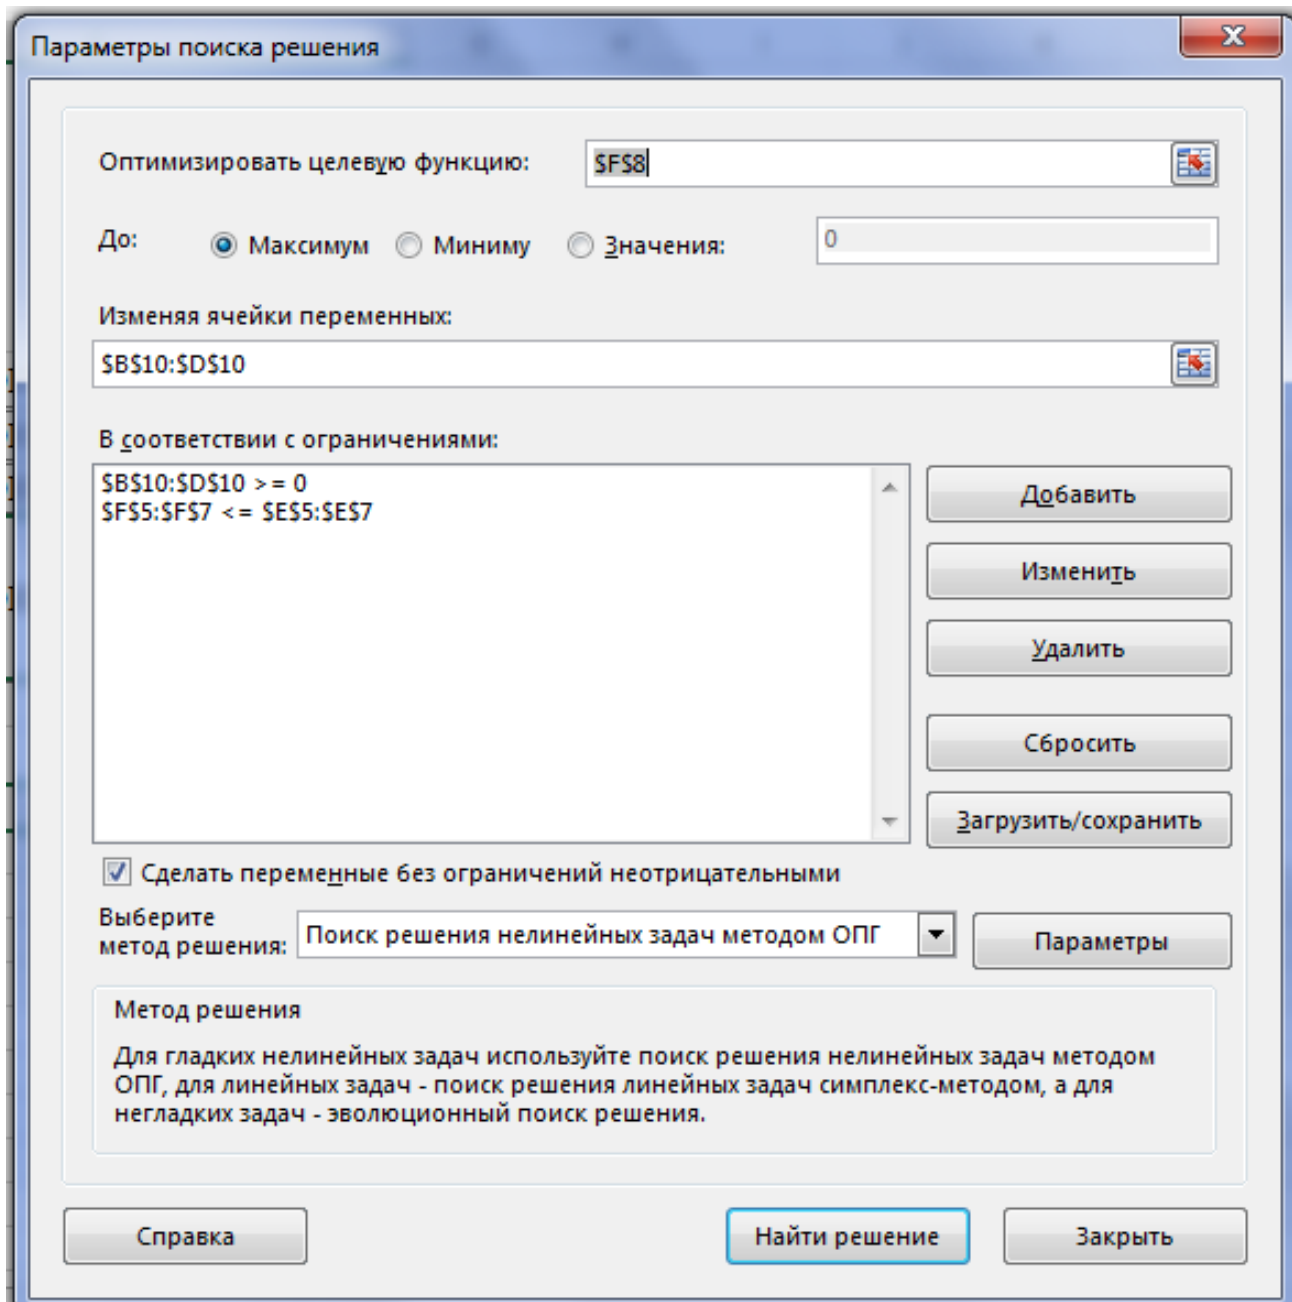 Параметры поиска решения
Оптимизировать целевую функцию: $F$8
До: Максимум Миниму Значения: 0
Изменяя ячейки переменных:
$B$10:$D$10
В соответствии с ограничениями:
$B$10:$D$10 >= 0
$F$5:$F$7 <= $E$5:$E$7
Добавить
Изменить
Удалить
Сбросить
Загрузить/сохранить
Сделать переменные без ограничений неотрицательными
Выберите
метод решения: Поиск решения нелинейных задач методом ОПГ Параметры
Метод решения
Для гладких нелинейных задач используйте поиск решения нелинейных задач методом
ОПГ, для линейных задач - поиск решения линейных задач симплекс-методом, а для
негладких задач - эволюционный поиск решения.
Справка Найти решение Закрыть